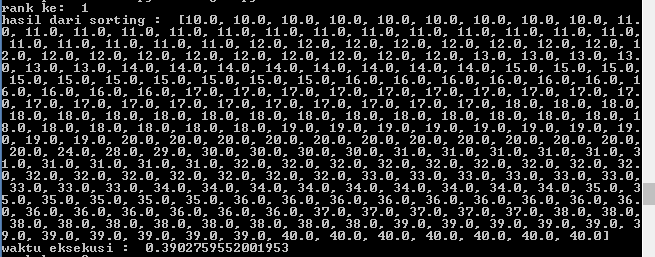 rank ke:  1
hasil dari sorting :  [10.0, 10.0, 10.0, 10.0, 10.0, 10.0, 10.0, 10.0, 10.0, 11.
0, 11.0, 11.0, 11.0, 11.0, 11.0, 11.0, 11.0, 11.0, 11.0, 11.0, 11.0, 11.0, 11.0,
 11.0, 11.0, 11.0, 11.0, 12.0, 12.0, 12.0, 12.0, 12.0, 12.0, 12.0, 12.0, 12.0, 1
2.0, 12.0, 12.0, 12.0, 12.0, 12.0, 12.0, 12.0, 12.0, 12.0, 13.0, 13.0, 13.0, 13.
0, 13.0, 13.0, 14.0, 14.0, 14.0, 14.0, 14.0, 14.0, 14.0, 14.0, 15.0, 15.0, 15.0,
 15.0, 15.0, 15.0, 15.0, 15.0, 15.0, 15.0, 16.0, 16.0, 16.0, 16.0, 16.0, 16.0, 1
6.0, 16.0, 16.0, 17.0, 17.0, 17.0, 17.0, 17.0, 17.0, 17.0, 17.0, 17.0, 17.0, 17.
0, 17.0, 17.0, 17.0, 17.0, 17.0, 17.0, 17.0, 17.0, 17.0, 17.0, 18.0, 18.0, 18.0,
 18.0, 18.0, 18.0, 18.0, 18.0, 18.0, 18.0, 18.0, 18.0, 18.0, 18.0, 18.0, 18.0, 1
8.0, 18.0, 18.0, 18.0, 18.0, 18.0, 19.0, 19.0, 19.0, 19.0, 19.0, 19.0, 19.0, 19.
0, 19.0, 19.0, 20.0, 20.0, 20.0, 20.0, 20.0, 20.0, 20.0, 20.0, 20.0, 20.0, 20.0,
 20.0, 24.0, 28.0, 29.0, 30.0, 30.0, 30.0, 30.0, 31.0, 31.0, 31.0, 31.0, 31.0, 3
1.0, 31.0, 31.0, 31.0, 31.0, 32.0, 32.0, 32.0, 32.0, 32.0, 32.0, 32.0, 32.0, 32.
0, 32.0, 32.0, 32.0, 32.0, 32.0, 32.0, 32.0, 32.0, 32.0, 33.0, 33.0, 33.0, 33.0,
 33.0, 33.0, 33.0, 34.0, 34.0, 34.0, 34.0, 34.0, 34.0, 34.0, 34.0, 35.0, 35.0, 3
5.0, 35.0, 35.0, 35.0, 36.0, 36.0, 36.0, 36.0, 36.0, 36.0, 36.0, 36.0, 36.0, 36.
0, 36.0, 36.0, 36.0, 36.0, 36.0, 36.0, 37.0, 37.0, 37.0, 37.0, 37.0, 38.0, 38.0,
 38.0, 38.0, 38.0, 38.0, 38.0, 38.0, 38.0, 38.0, 38.0, 39.0, 39.0, 39.0, 39.0, 3
9.0, 39.0, 39.0, 39.0, 39.0, 39.0, 40.0, 40.0, 40.0, 40.0, 40.0, 40.0, 40.0]
waktu eksekusi :  0.3902759552001953